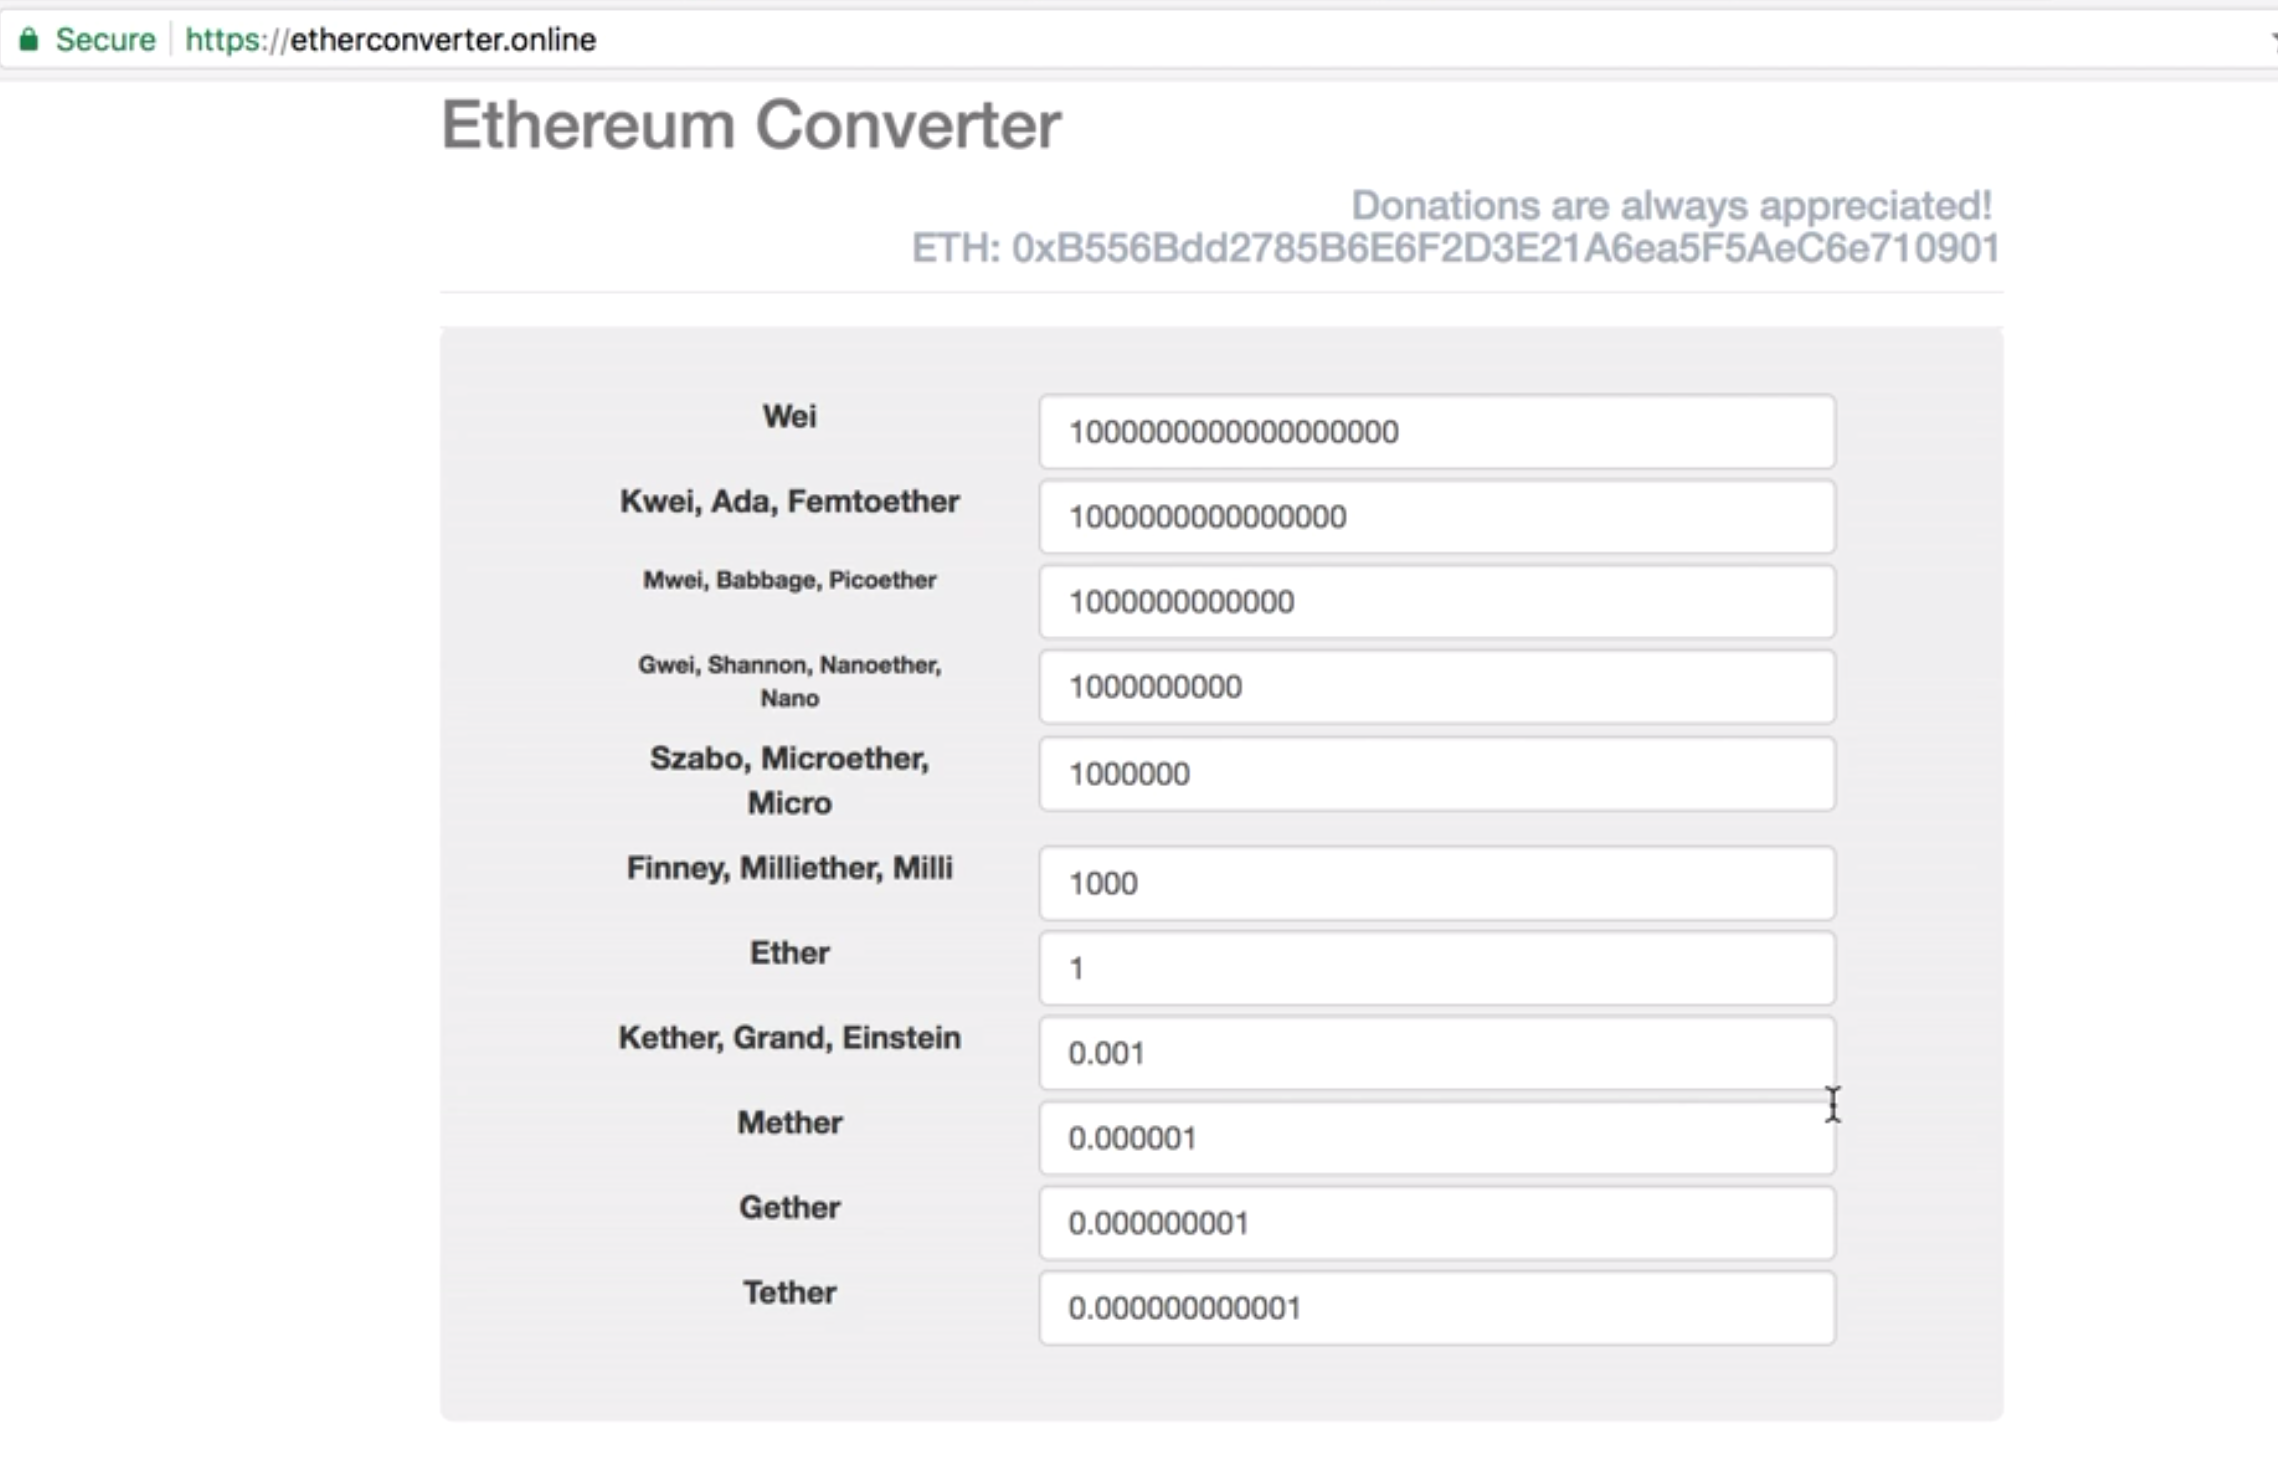 Secure https://etherconverter.online
Ethereum Converter
Donations are always appreciated!
ETH: 0xB556Bdd2785B6E6F2D3E21A6ea5F5AeC6e710901
Wei 1000000000000000000
Kwei, Ada, Femtoether 1000000000000000
Mwei, Babbage, Picoether 1000000000000
Gwei, Shannon, Nanoether,
Nano 1000000000
Szabo, Microether,
Micro 1000000
Finney, Milliether, Milli 1000
Ether 1
Kether, Grand, Einstein 0.001
Mether 0.000001
Gether 0.000000001
Tether 0.000000000001